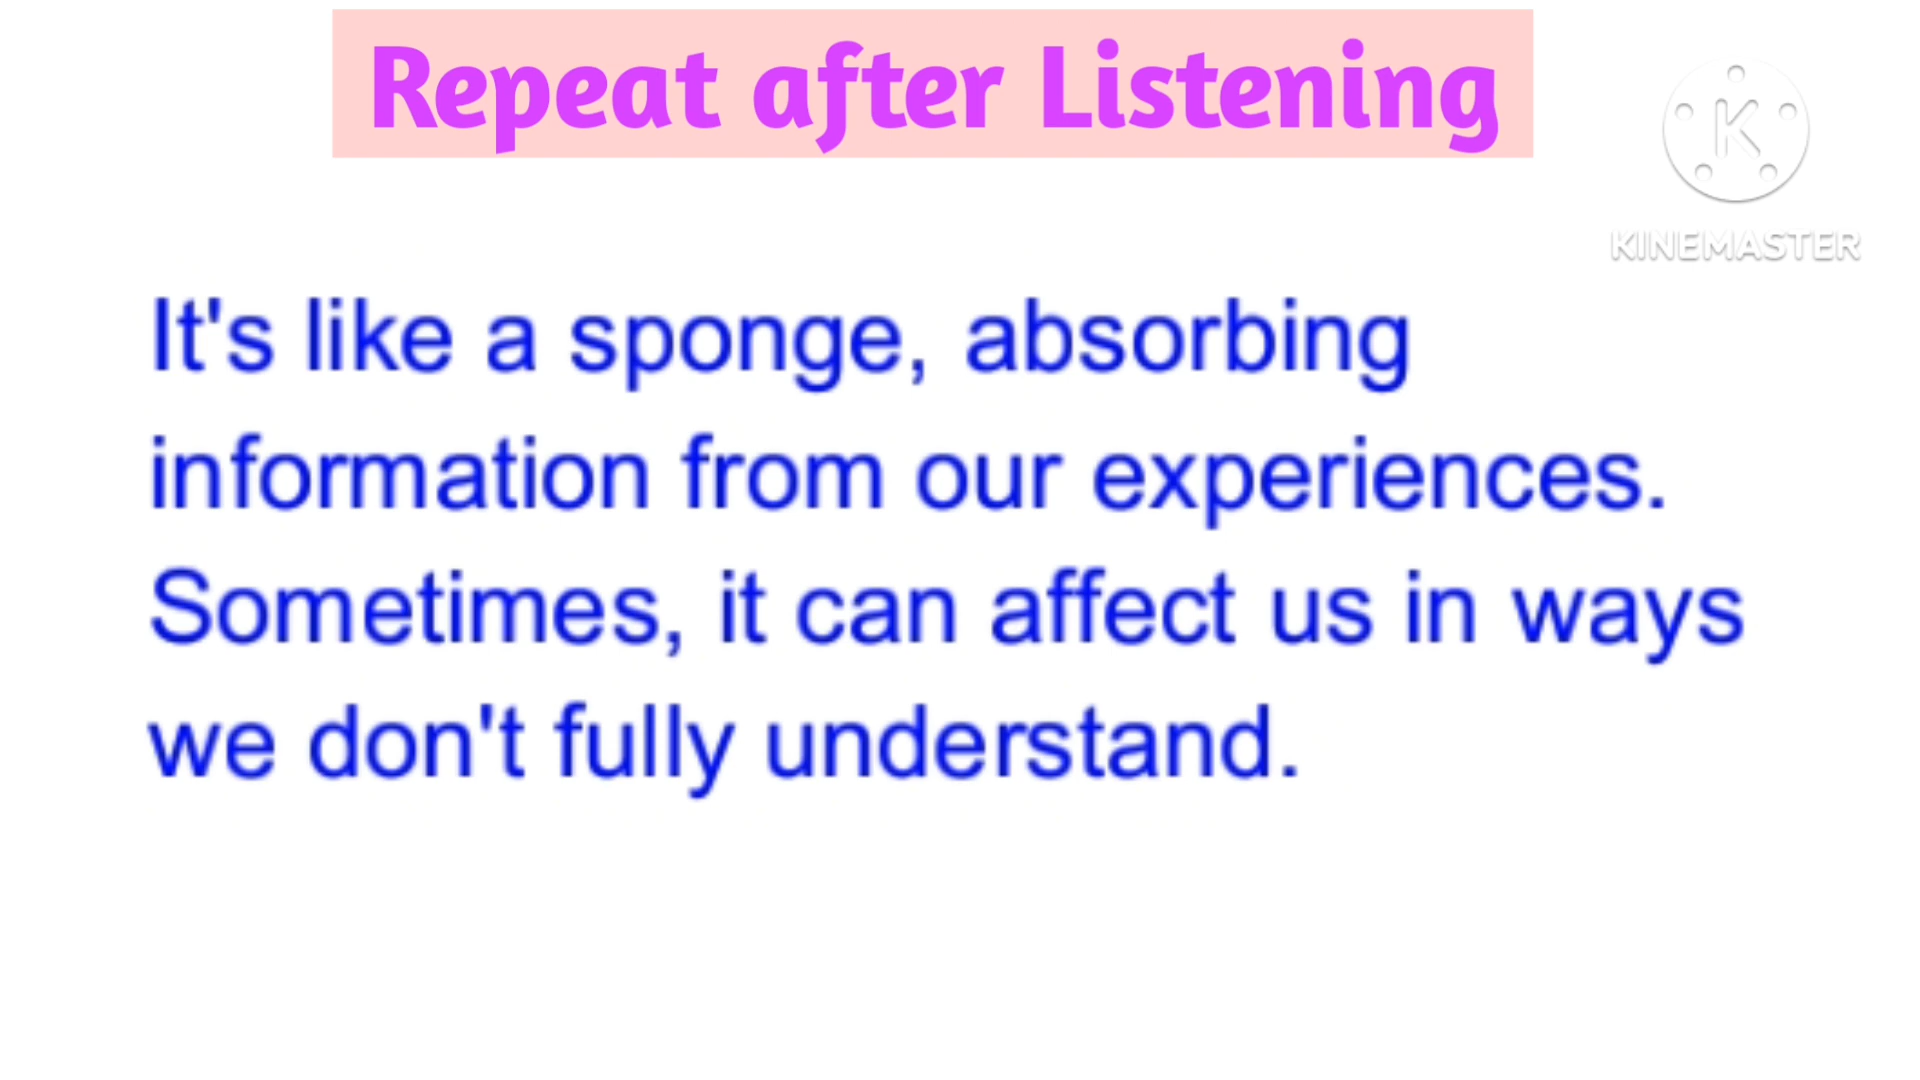 Repeat after Listening
K
KINEMASTER
It's like a sponge, absorbing
information from our experiences.
Sometimes, it can affect us in ways
we don't fully understand.